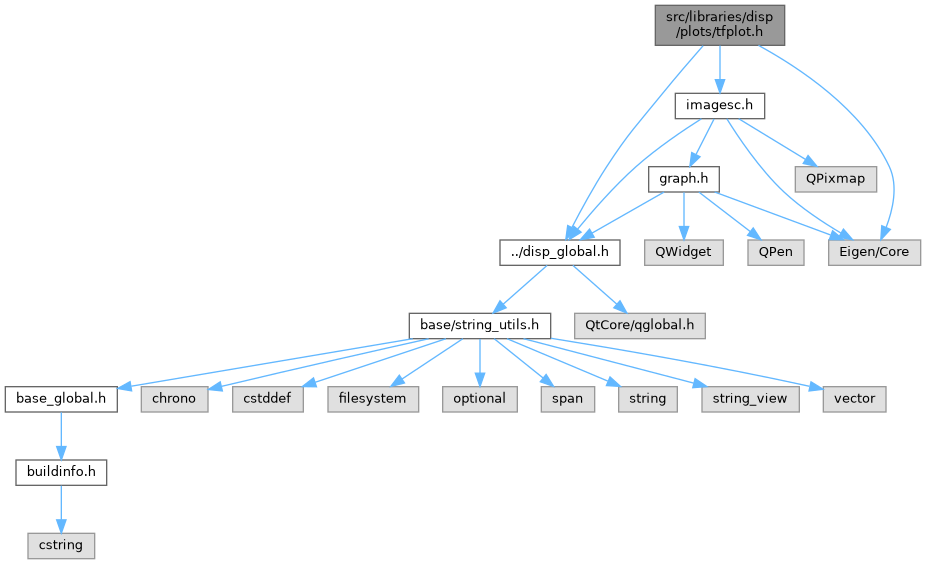 src/libraries/disp
/plots/tfplot.h
imagesc.h
graph.h
QPixmap
../disp_global.h
QWidget
QPen
Eigen/Core
base/string_utils.h
QtCore/qglobal.h
base_global.h
chrono
cstddef
filesystem
optional
span
string
string_view
vector
buildinfo.h
cstring